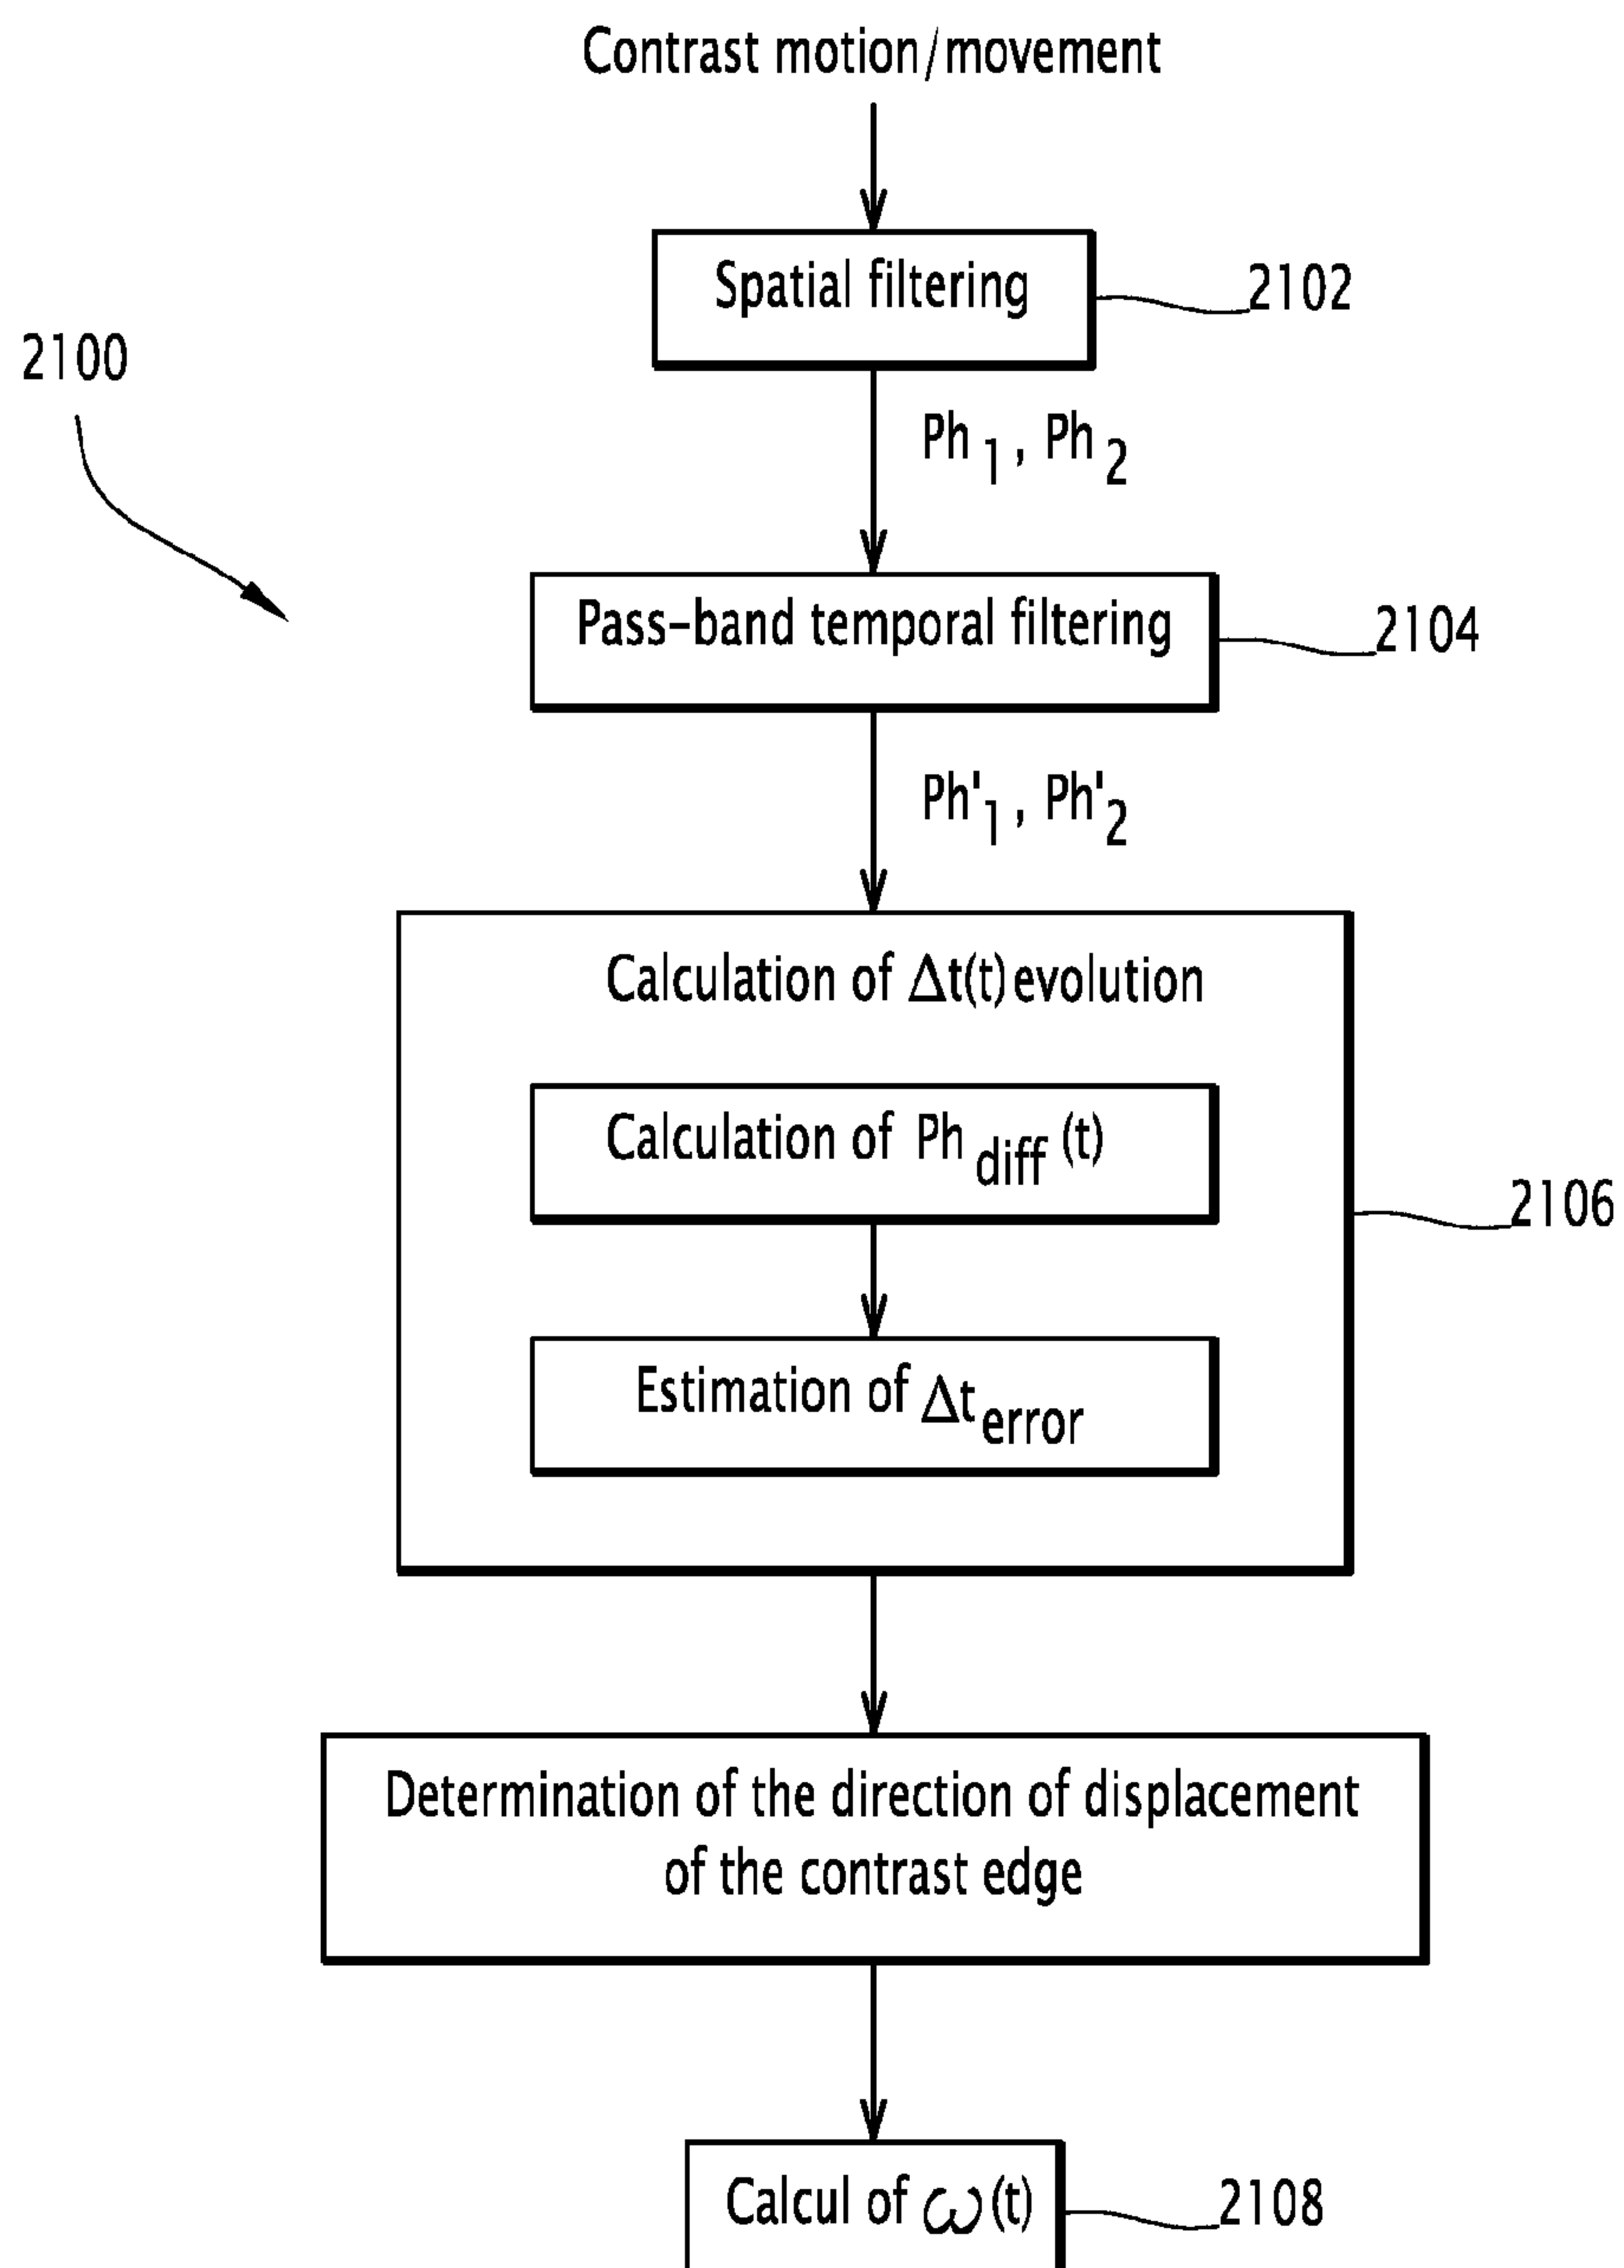 Contrast motion/movement
Spatial filtering
2102
2100
Ph 1 , Ph 2
Pass-band temporal filtering
2104
Ph'1 , Ph'2
Calculation of Δt(t) evolution
Calculation of Ph diff (t)
2106
Estimation of Δt error
Determination of the direction of displacement
of the contrast edge
Calcul of ω(t)
2108